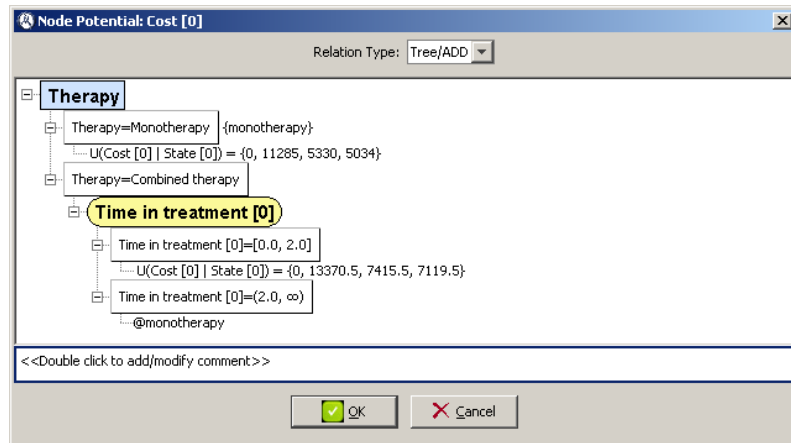 Node Potential: Cost [0]
Relation Type: Tree/ADD
Therapy
Therapy=Monotherapy {monotherapy}
U(Cost [0] | State [0]) = {0, 11285, 5330, 5034}
Therapy=Combined therapy
Time in treatment [0]
Time in treatment [0]=[0.0, 2.0]
U(Cost [0] | State [0]) = {0, 13370.5, 7415.5, 7119.5}
Time in treatment [0]=(2.0, ∞)
@monotherapy
<<Double click to add/modify comment>>
OK Cancel